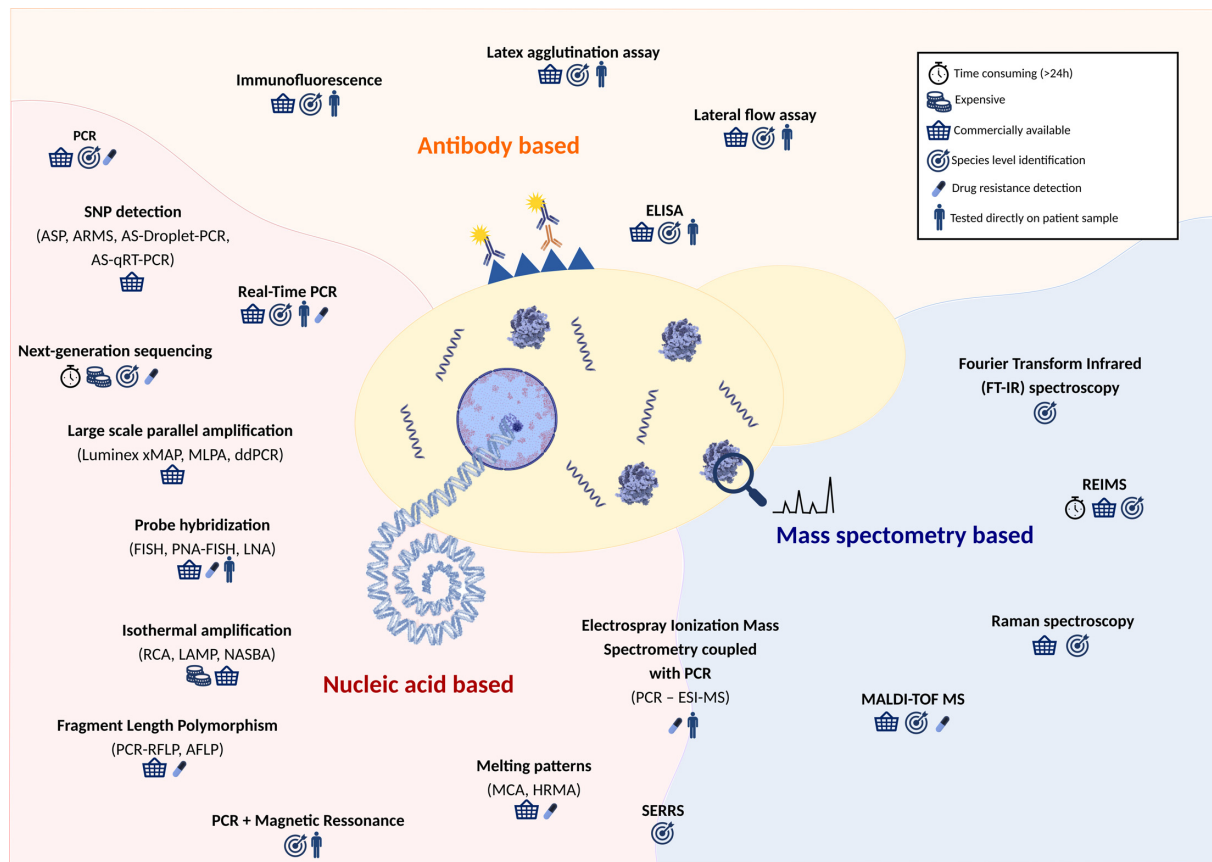 Latex agglutination assay
Immunofluorescence
Lateral flow assay
Antibody based
ELISA
Time consuming (>24h)
Expensive
Commercially available
Species level identification
Drug resistance detection
Tested directly on patient sample
PCR
SNP detection
(ASP, ARMS, AS-Droplet-PCR,
AS-qRT-PCR)
Real-Time PCR
Next-generation sequencing
Large scale parallel amplification
(Luminex xMAP, MLPA, ddPCR)
Probe hybridization
(FISH, PNA-FISH, LNA)
Isothermal amplification
(RCA, LAMP, NASBA)
Nucleic acid based
Fragment Length Polymorphism
(PCR-RFLP, AFLP)
PCR + Magnetic Ressonance
Melting patterns
(MCA, HRMA)
Electrospray Ionization Mass
Spectrometry coupled
with PCR
(PCR – ESI-MS)
SERRS
Fourier Transform Infrared
(FT-IR) spectroscopy
REIMS
Mass spectometry based
Raman spectroscopy
MALDI-TOF MS